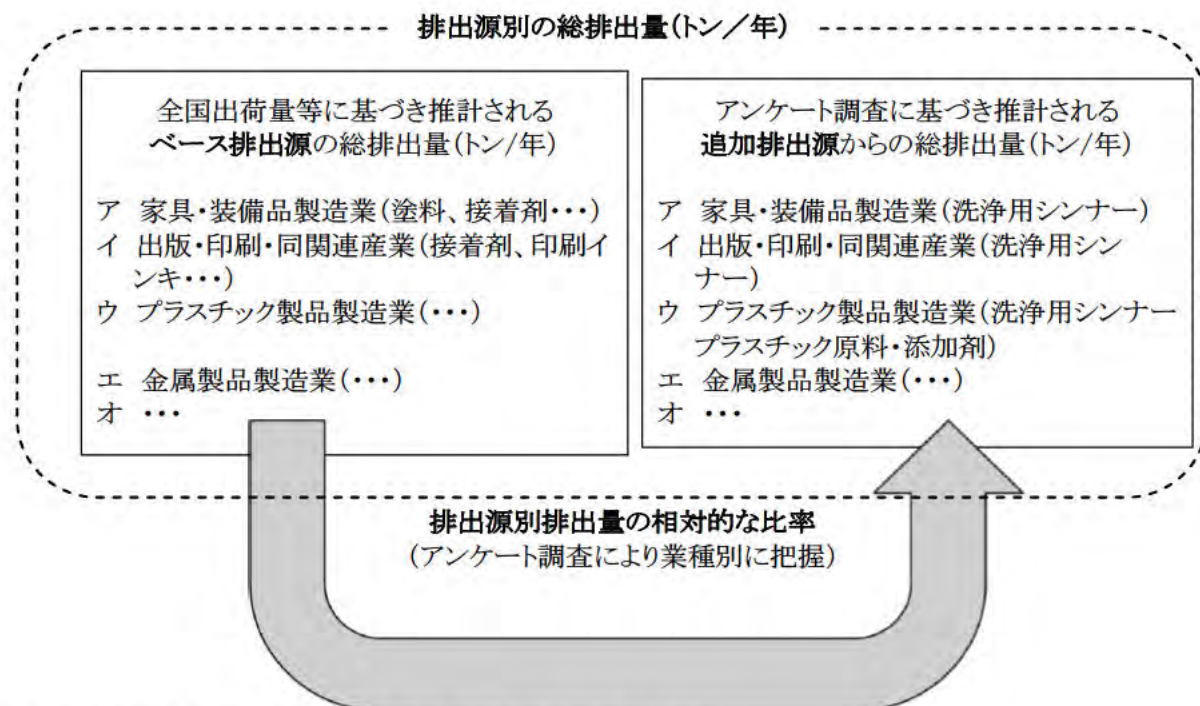 排出源別の総排出量(トン／年)
全国出荷量等に基づき推計される
ベース排出源の総排出量(トン/年)
ア 家具・装備品製造業(塗料、接着剤・・・)
イ 出版・印刷・同関連産業(接着剤、印刷イ
ンキ・・・)
ウ プラスチック製品製造業(・・・)
エ 金属製品製造業(・・・)
オ ・・・
アンケート調査に基づき推計される
追加排出源からの総排出量(トン/年)
ア 家具・装備品製造業(洗浄用シンナー)
イ 出版・印刷・同関連産業(洗浄用シン
ナー)
ウ プラスチック製品製造業(洗浄用シンナー
プラスチック原料・添加剤)
エ 金属製品製造業(・・・)
オ ・・・
排出源別排出量の相対的な比率
(アンケート調査により業種別に把握)